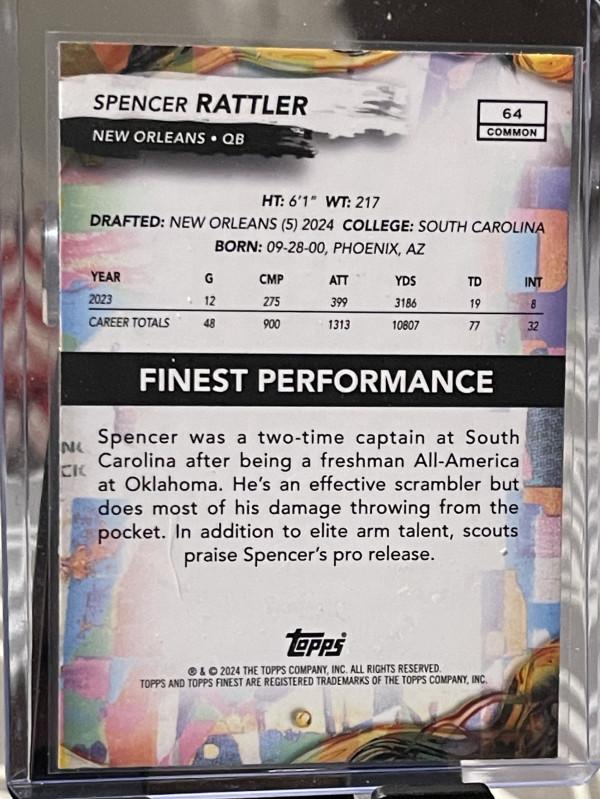 SPENCER RATTLER
NEW ORLEANS • QB
64
COMMON
HT: 6'1" WT: 217
DRAFTED: NEW ORLEANS (5) 2024 COLLEGE: SOUTH CAROLINA
BORN: 09-28-00, PHOENIX, AZ
YEAR G CMP ATT YDS TD INT
2023 12 275 399 3186 19 8
CAREER TOTALS 48 900 1313 10807 77 32
FINEST PERFORMANCE
Spencer was a two-time captain at South
Carolina after being a freshman All-America
at Oklahoma. He's an effective scrambler but
does most of his damage throwing from the
pocket. In addition to elite arm talent, scouts
praise Spencer's pro release.
Topps
® & © 2024 THE TOPPS COMPANY, INC. ALL RIGHTS RESERVED.
TOPPS AND TOPPS FINEST ARE REGISTERED TRADEMARKS OF THE TOPPS COMPANY, INC.